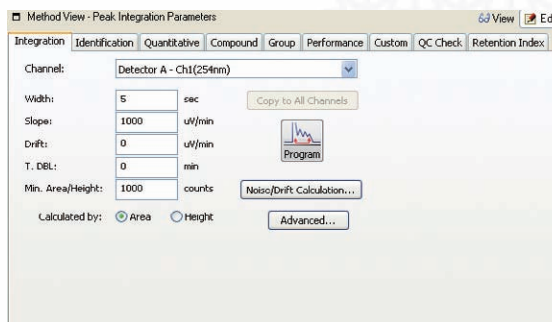 Method View - Peak Integration Parameters View Ed
Integration Identification Quantitative Compound Group Performance Custom QC Check Retention Index
Channel: Detector A - Ch1(254nm)
Width: 5 sec Copy to All Channels
Slope: 1000 uV/min
Drift: 0 uV/min Program
T. DBL: 0 min
Min. Area/Height: 1000 counts Noise/Drift Calculation...
Calculated by: Area Height Advanced...